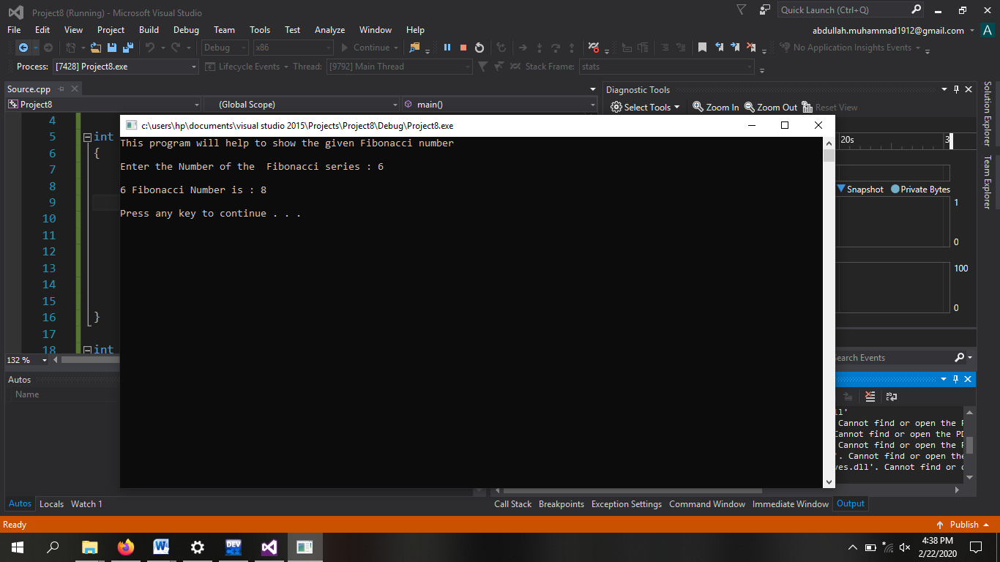 Project8 (Running) - Microsoft Visual Studio
Quick Launch (Ctrl+Q)
File Edit View Project Build Debug Team Tools Test Analyze Window Help
abdullah.muhammad1912@gmail.com A
Debug x86 Continue No Application Insights Events
Process: [7428] Project8.exe Lifecycle Events Thread: [9792] Main Thread Stack Frame: stats
Source.cpp
Diagnostic Tools
Project8 (Global Scope) main()
Select Tools Zoom In Zoom Out Reset View
Solution Explorer
Team Explorer
4
5 int
6 {
7
8
9
10
11
12
13
14
15
16 }
17
18 int
c:\users\hp\documents\visual studio 2015\Projects\Project8\Debug\Project8.exe
This program will help to show the given Fibonacci number
Enter the Number of the  Fibonacci series : 6
6 Fibonacci Number is : 8
Press any key to continue . . .
20s
Snapshot Private Bytes
1
0
100
0
132 %
Search Events
Autos
Name
Cannot find or open the
Cannot find or open the
Cannot find or open the
'. Cannot find or open the
.dll'. Cannot find or
Autos Locals Watch 1
Call Stack Breakpoints Exception Settings Command Window Immediate Window Output
Ready
Publish
DEV C++
4:38 PM
2/22/2020